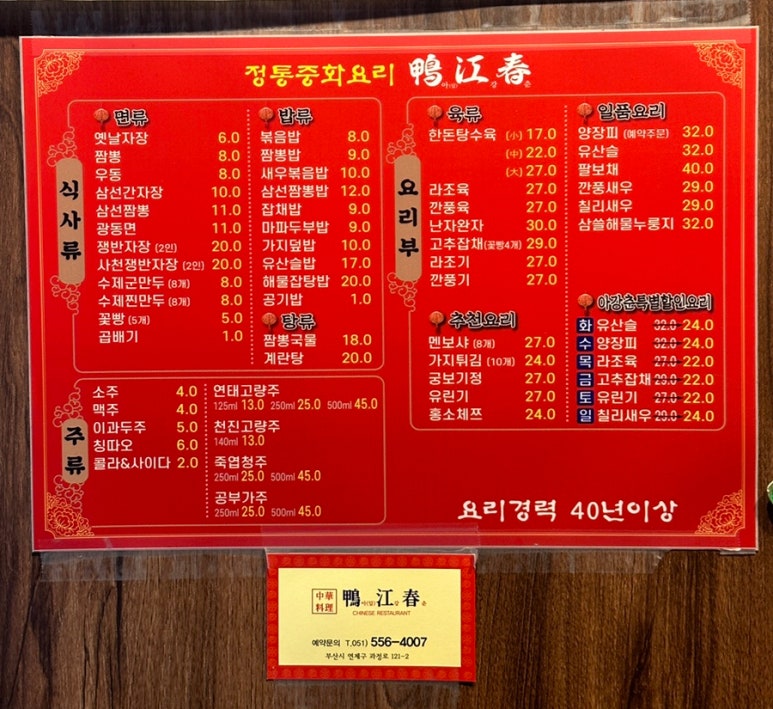 정통중화요리 鴨江春
아(압) 강 춘
식사류
면류
옛날자장 6.0
짬뽕 8.0
우동 8.0
삼선간자장 10.0
삼선짬뽕 11.0
광동면 11.0
쟁반자장 (2인) 20.0
사천쟁반자장 (2인) 20.0
수제군만두 (8개) 8.0
수제찐만두 (8개) 8.0
꽃빵 (5개) 5.0
곱배기 1.0
밥류
볶음밥 8.0
짬뽕밥 9.0
새우볶음밥 10.0
삼선짬뽕밥 12.0
잡채밥 9.0
마파두부밥 9.0
가지덮밥 10.0
유산슬밥 17.0
해물잡탕밥 20.0
공기밥 1.0
탕류
짬뽕국물 18.0
계란탕 20.0
주류
소주 4.0
맥주 4.0
이과두주 5.0
칭따오 6.0
콜라&사이다 2.0
연태고량주
125ml 13.0 250ml 25.0 500ml 45.0
천진고량주
140ml 13.0
죽엽청주
250ml 25.0 500ml 45.0
공부가주
250ml 25.0 500ml 45.0
요리부
육류
한돈탕수육 (小) 17.0
(中) 22.0
(大) 27.0
라조육 27.0
깐풍육 27.0
난자완자 30.0
고추잡채(꽃빵4개) 29.0
라조기 27.0
깐풍기 27.0
일품요리
양장피 (예약주문) 32.0
유산슬 32.0
팔보채 40.0
깐풍새우 29.0
칠리새우 29.0
삼쓸해물누룽지 32.0
추천요리
멘보샤 (8개) 27.0
가지튀김 (10개) 24.0
궁보기정 27.0
유린기 27.0
홍소체쯔 24.0
아강춘특별할인요리
화 유산슬 32.0 24.0
수 양장피 32.0 24.0
목 라조육 27.0 22.0
금 고추잡채 29.0 22.0
토 유린기 27.0 22.0
일 칠리새우 29.0 24.0
요리경력 40년이상
中華料理 鴨江春
아(압) 강 춘
CHINESE RESTAURANT
예약문의 T.051) 556-4007
부산시 연제구 과정로 121-2